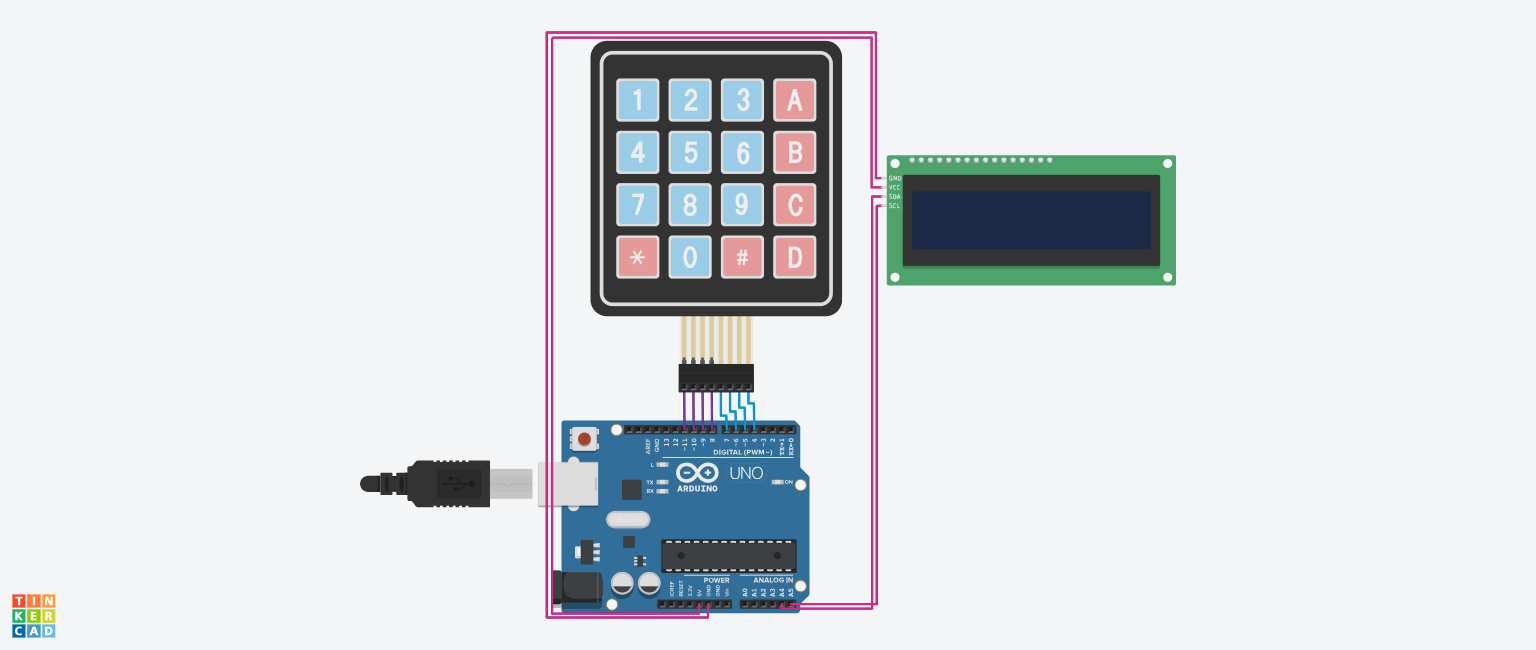 1 2 3 A
4 5 6 B
7 8 9 C
* 0 # D
GND
VCC
SDA
SCL
AREF
GND
13
12
~11
~10
~9
8
7
~6
~5
4
~3
2
TX→1
RX←0
DIGITAL (PWM~)
L
TX
RX
UNO
ARDUINO
ON
POWER
ANALOG IN
IOREF
RESET
3.3V
5V
GND
GND
Vin
A0
A1
A2
A3
A4
A5
TIN
KER
CAD